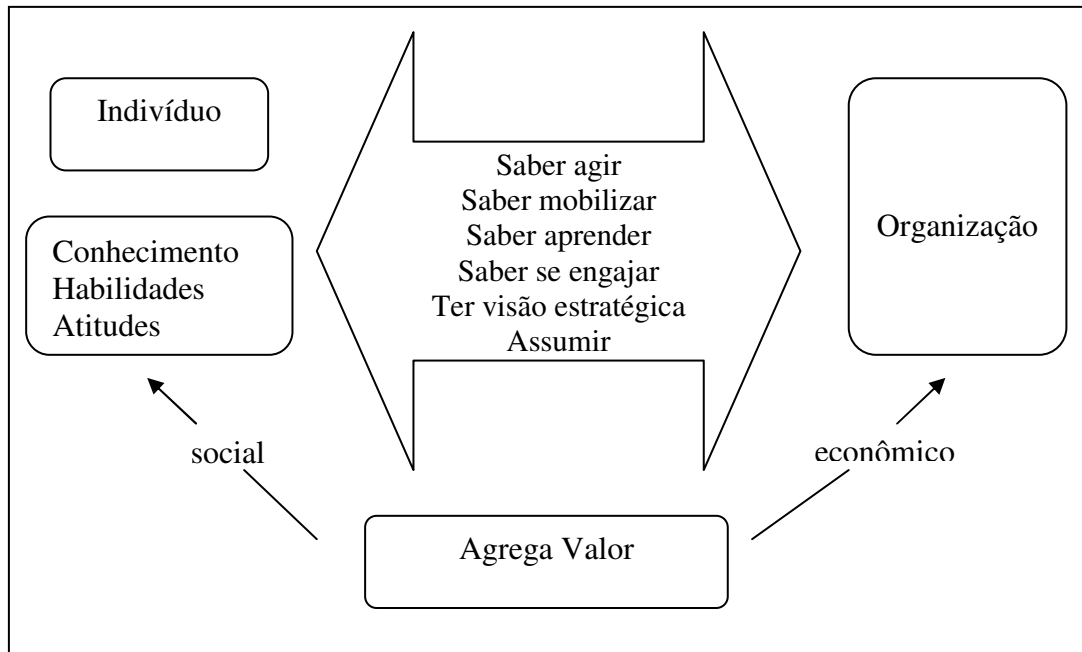 Indivíduo
Conhecimento
Habilidades
Atitudes
Saber agir
Saber mobilizar
Saber aprender
Saber se engajar
Ter visão estratégica
Assumir
Organização
social
econômico
Agrega Valor